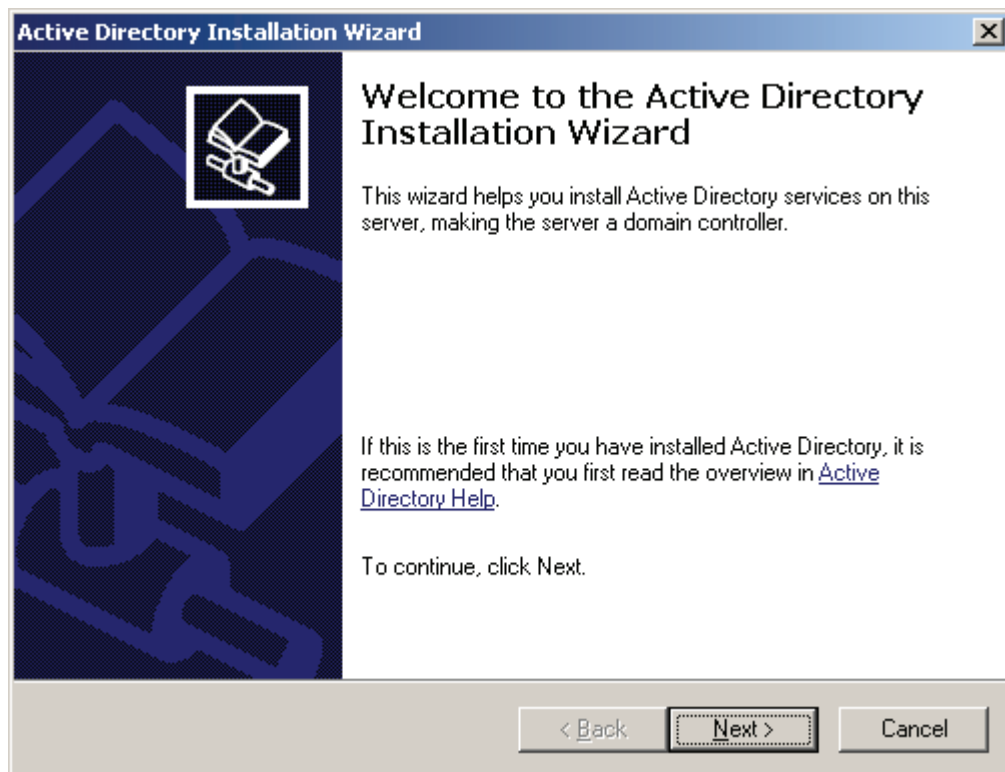 Active Directory Installation Wizard
Welcome to the Active Directory
Installation Wizard
This wizard helps you install Active Directory services on this
server, making the server a domain controller.
If this is the first time you have installed Active Directory, it is
recommended that you first read the overview in Active
Directory Help.
To continue, click Next.
< Back
Next >
Cancel